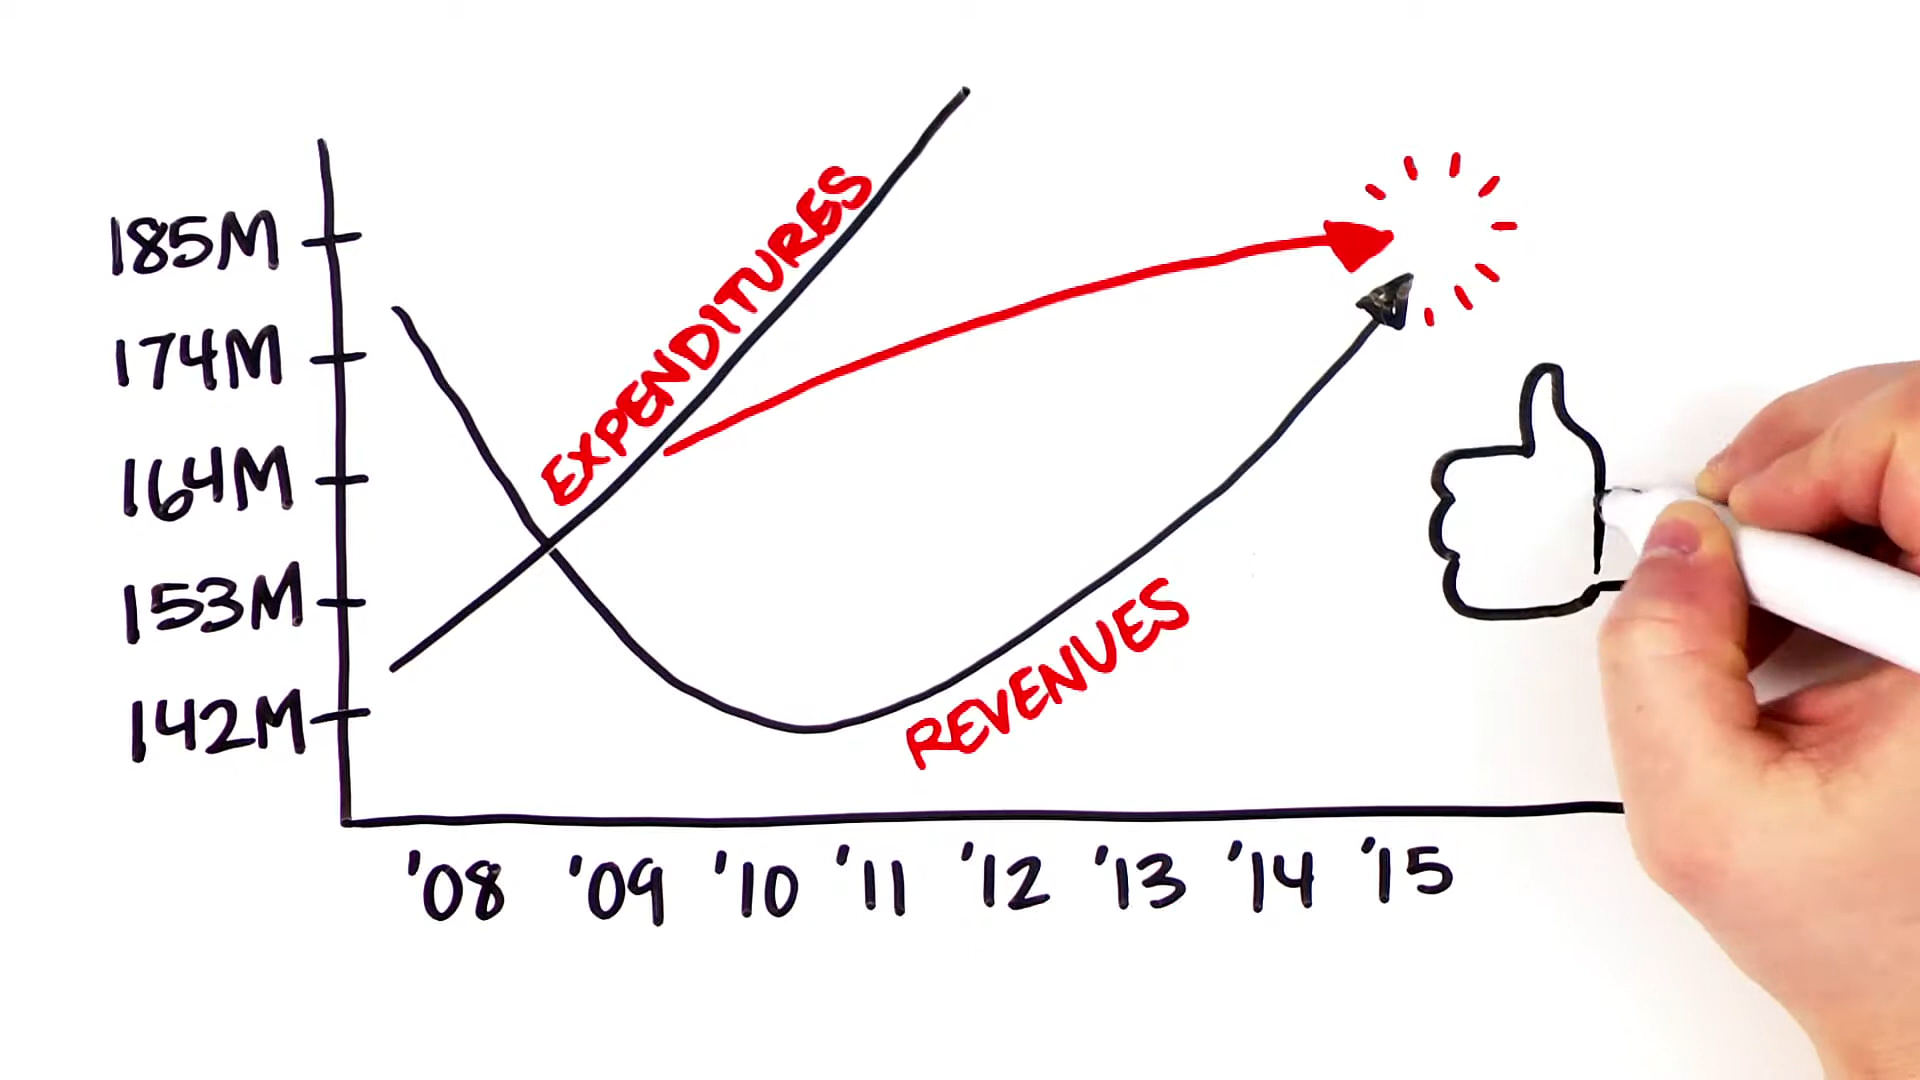 185M
174M
164M
153M
142M
EXPENDITURES
REVENUES
'08 '09 '10 '11 '12 '13 '14 '15